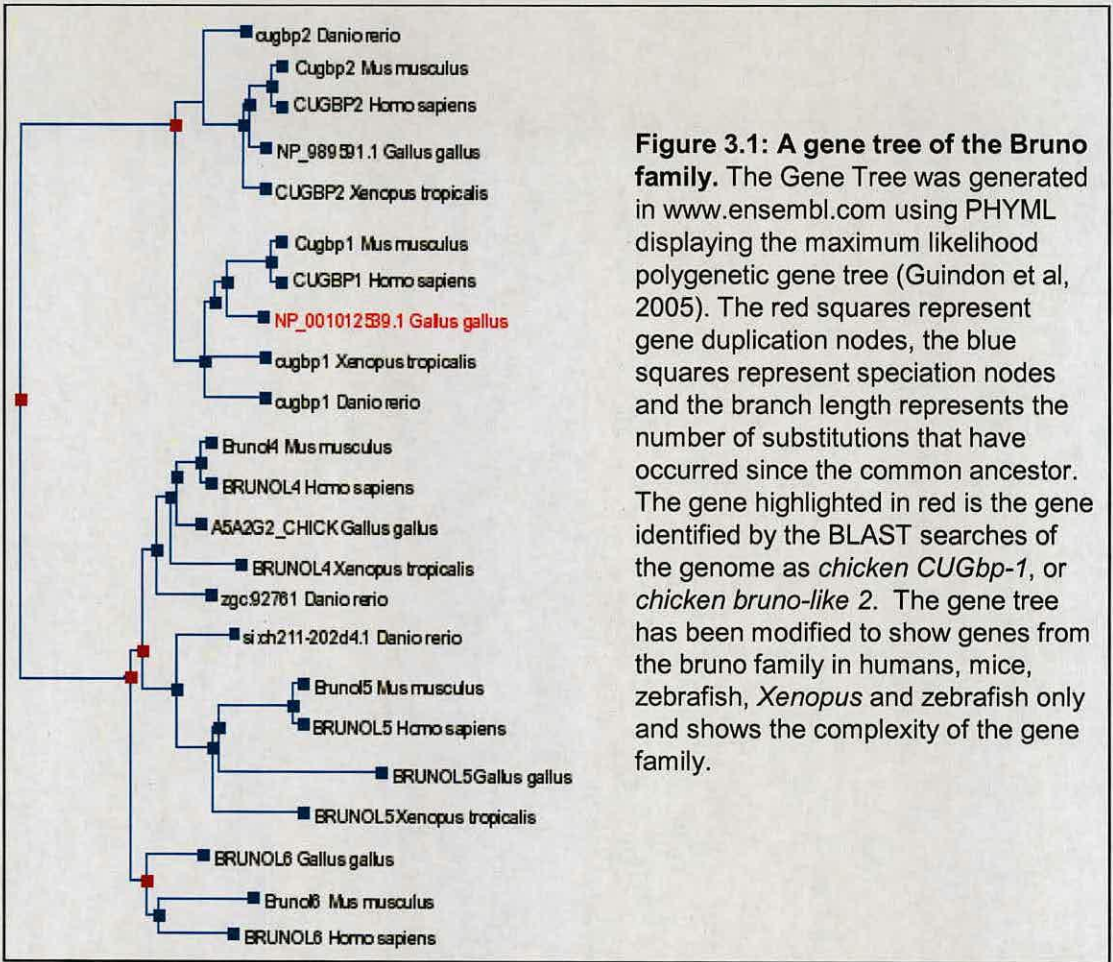 cugbp2 Danio rerio
Cugbp2 Mus musculus
CUGBP2 Homo sapiens
NP_989591.1 Gallus gallus
CUGBP2 Xenopus tropicalis
Cugbp1 Mus musculus
CUGBP1 Homo sapiens
NP_001012539.1 Gallus gallus
cugbp1 Xenopus tropicalis
cugbp1 Danio rerio
Brunol4 Mus musculus
BRUNOL4 Homo sapiens
A5A2G2_CHICK Gallus gallus
BRUNOL4 Xenopus tropicalis
zgc:92761 Danio rerio
si:ch211-202d4.1 Danio rerio
Brunol5 Mus musculus
BRUNOL5 Homo sapiens
BRUNOL5 Gallus gallus
BRUNOL5 Xenopus tropicalis
BRUNOL6 Gallus gallus
Brunol6 Mus musculus
BRUNOL6 Homo sapiens
Figure 3.1: A gene tree of the Bruno
family. The Gene Tree was generated
in www.ensembl.com using PHYML
displaying the maximum likelihood
polygenetic gene tree (Guindon et al,
2005). The red squares represent
gene duplication nodes, the blue
squares represent speciation nodes
and the branch length represents the
number of substitutions that have
occurred since the common ancestor.
The gene highlighted in red is the gene
identified by the BLAST searches of
the genome as chicken CUGbp-1, or
chicken bruno-like 2. The gene tree
has been modified to show genes from
the bruno family in humans, mice,
zebrafish, Xenopus and zebrafish only
and shows the complexity of the gene
family.